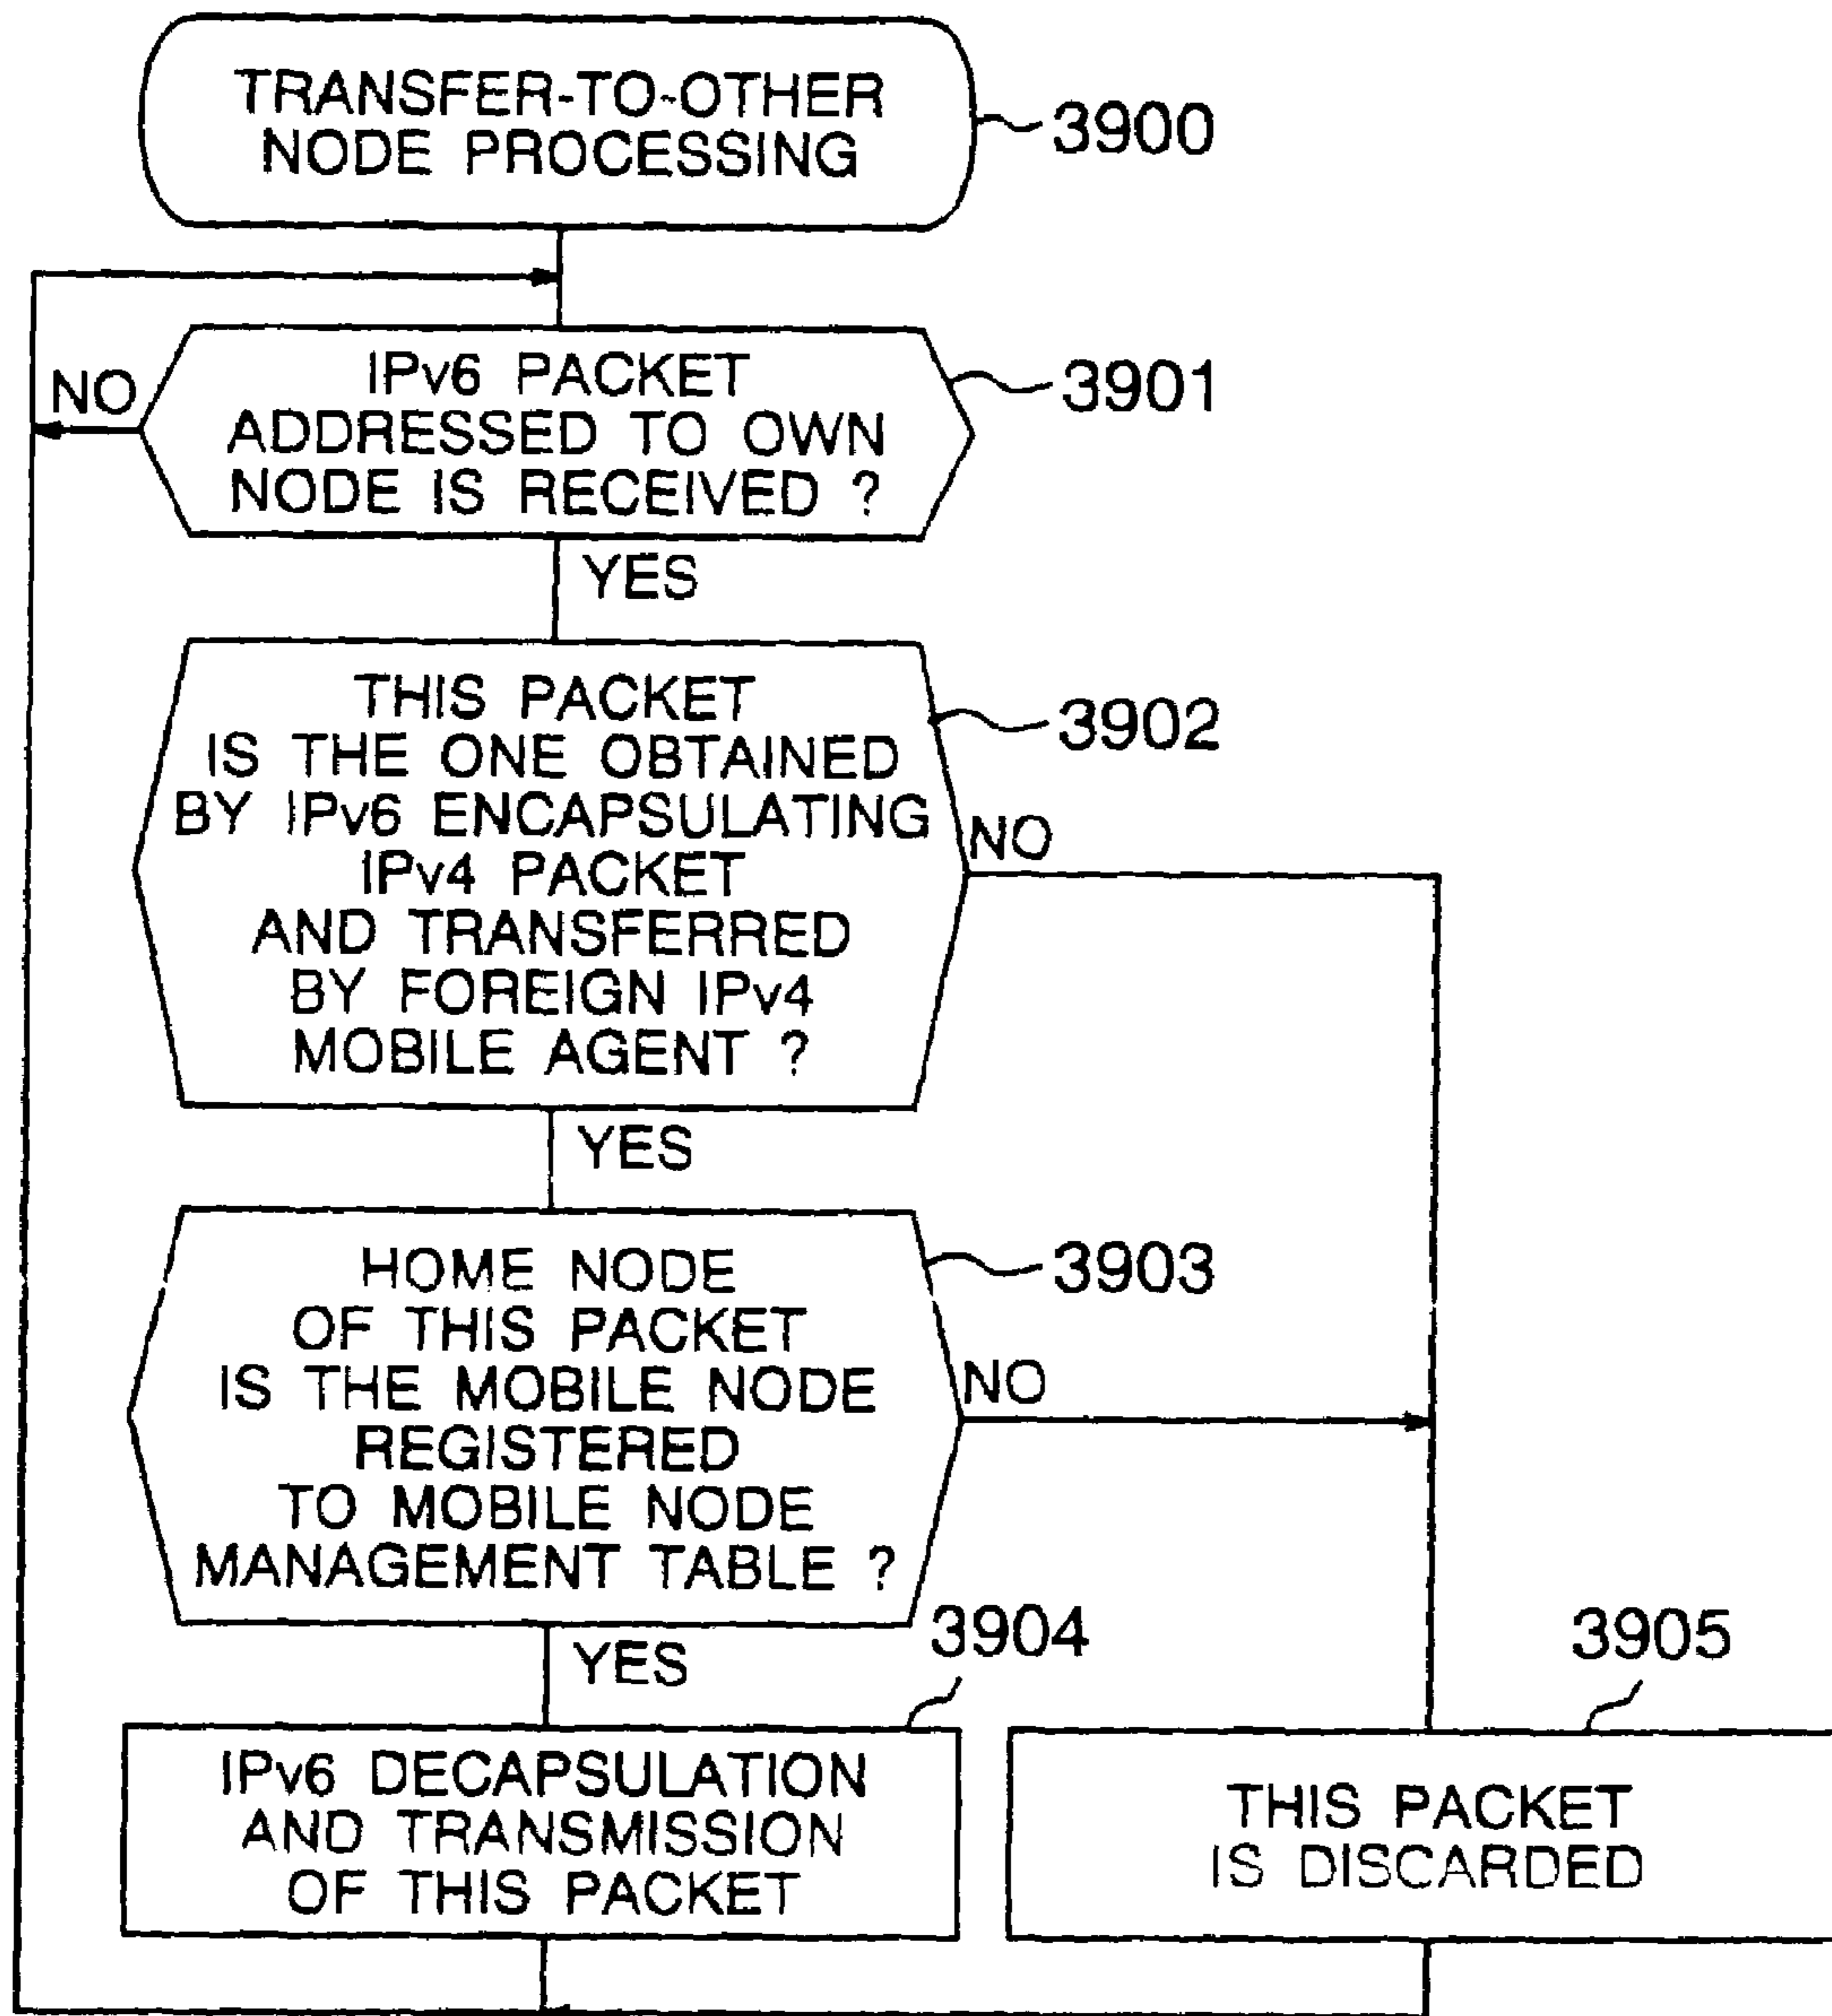 TRANSFER-TO-OTHER
NODE PROCESSING
3900
NO
IPv6 PACKET
ADDRESSED TO OWN
NODE IS RECEIVED ?
3901
YES
THIS PACKET
IS THE ONE OBTAINED
BY IPv6 ENCAPSULATING
IPv4 PACKET
AND TRANSFERRED
BY FOREIGN IPv4
MOBILE AGENT ?
3902
NO
YES
HOME NODE
OF THIS PACKET
IS THE MOBILE NODE
REGISTERED
TO MOBILE NODE
MANAGEMENT TABLE ?
3903
NO
YES
3904
IPv6 DECAPSULATION
AND TRANSMISSION
OF THIS PACKET
3905
THIS PACKET
IS DISCARDED